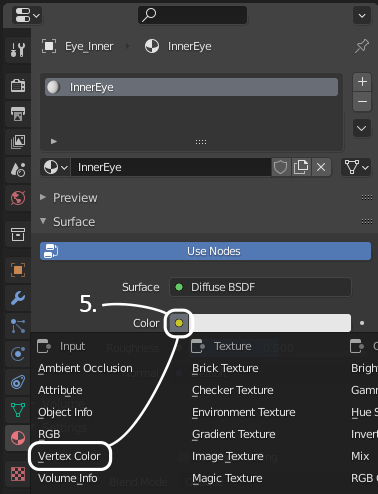 Eye_Inner > InnerEye
InnerEye
InnerEye
Preview
Surface
Use Nodes
Surface Diffuse BSDF
5.
Color
Input Texture
Ambient Occlusion Brick Texture Brigh
Attribute Checker Texture Gamm
Object Info Environment Texture Hue S
RGB Gradient Texture Invert
Vertex Color Image Texture Mix
Volume Info Magic Texture RGB
Blend Mode